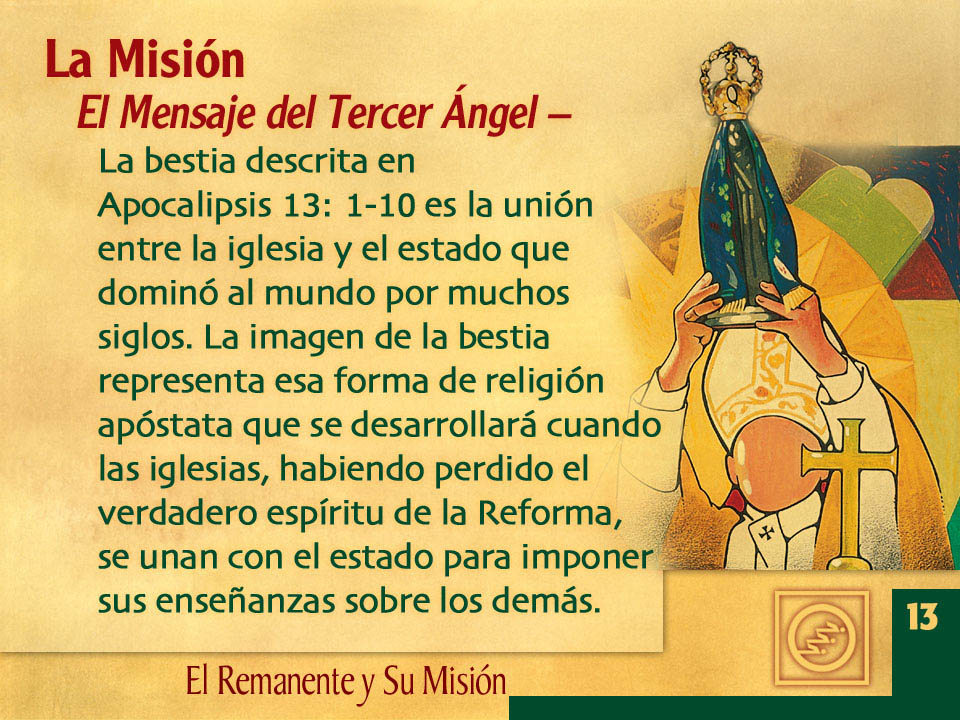 La Misión
El Mensaje del Tercer Ángel –
La bestia descrita en
Apocalipsis 13: 1-10 es la unión
entre la iglesia y el estado que
dominó al mundo por muchos
siglos. La imagen de la bestia
representa esa forma de religión
apóstata que se desarrollará cuando
las iglesias, habiendo perdido el
verdadero espíritu de la Reforma,
se unan con el estado para imponer
sus enseñanzas sobre los demás.
13
El Remanente y Su Misión